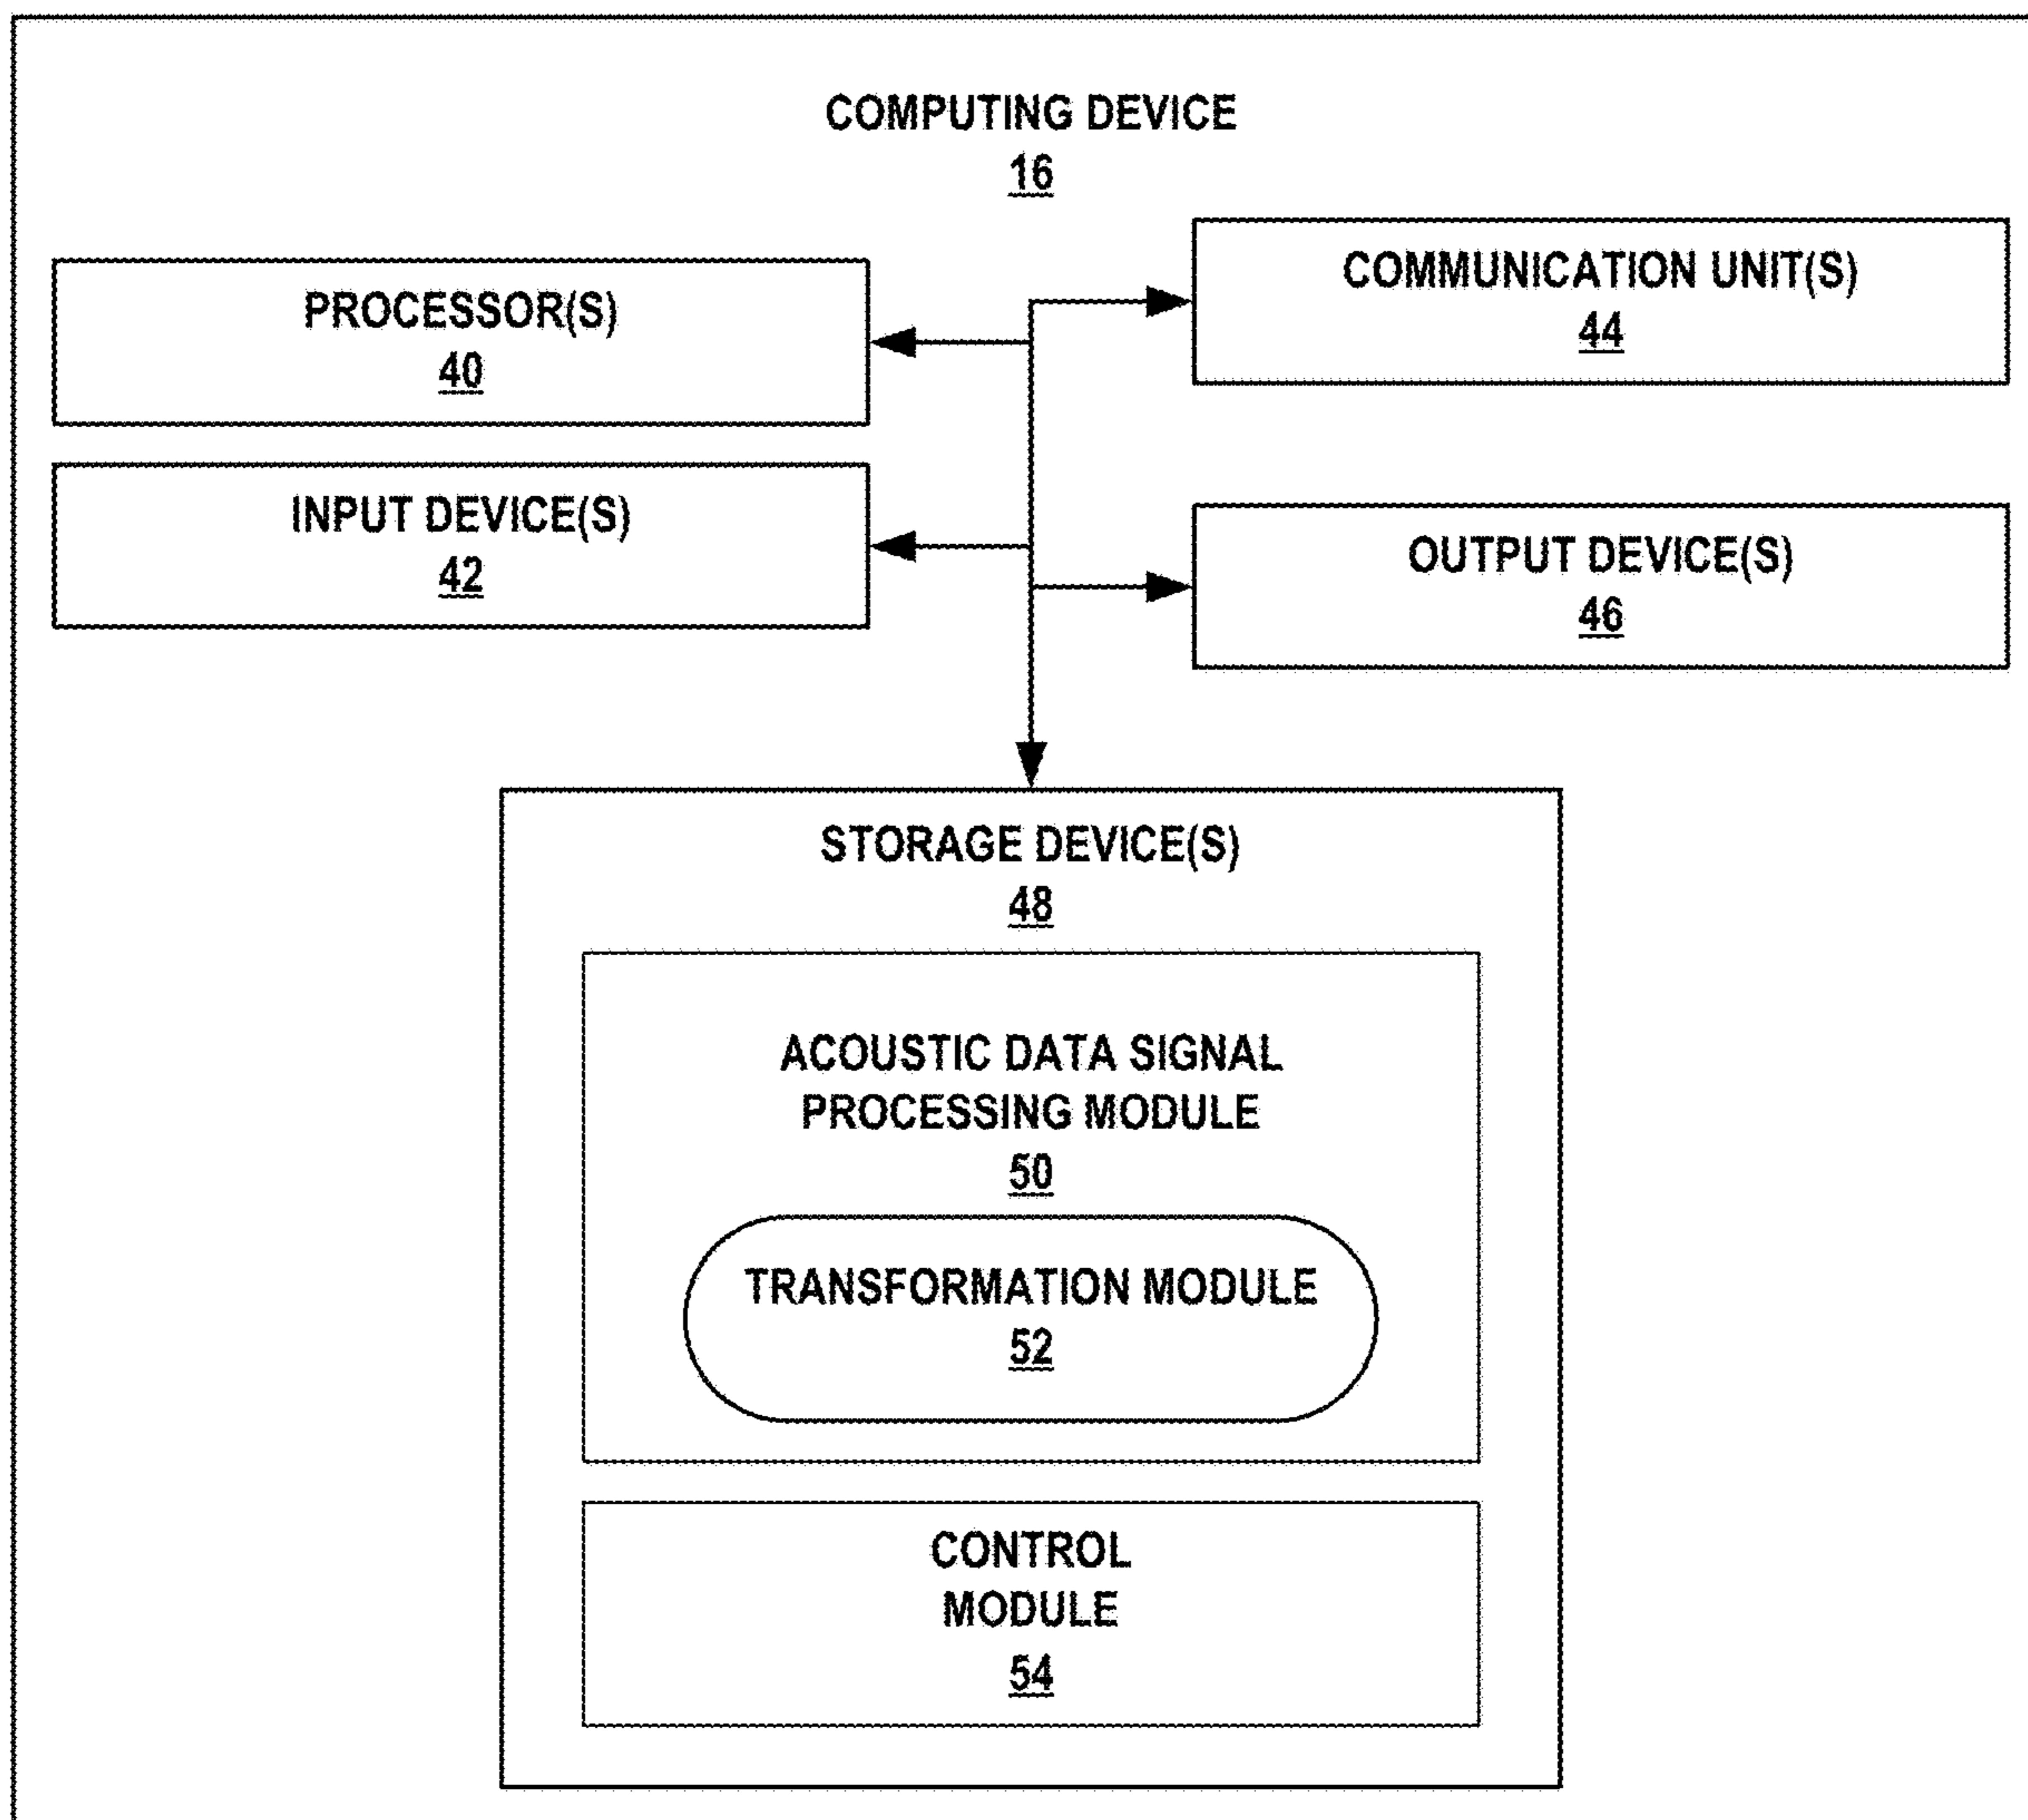 COMPUTING DEVICE
16
PROCESSOR(S)
40
COMMUNICATION UNIT(S)
44
INPUT DEVICE(S)
42
OUTPUT DEVICE(S)
46
STORAGE DEVICE(S)
48
ACOUSTIC DATA SIGNAL
PROCESSING MODULE
50
TRANSFORMATION MODULE
52
CONTROL
MODULE
54